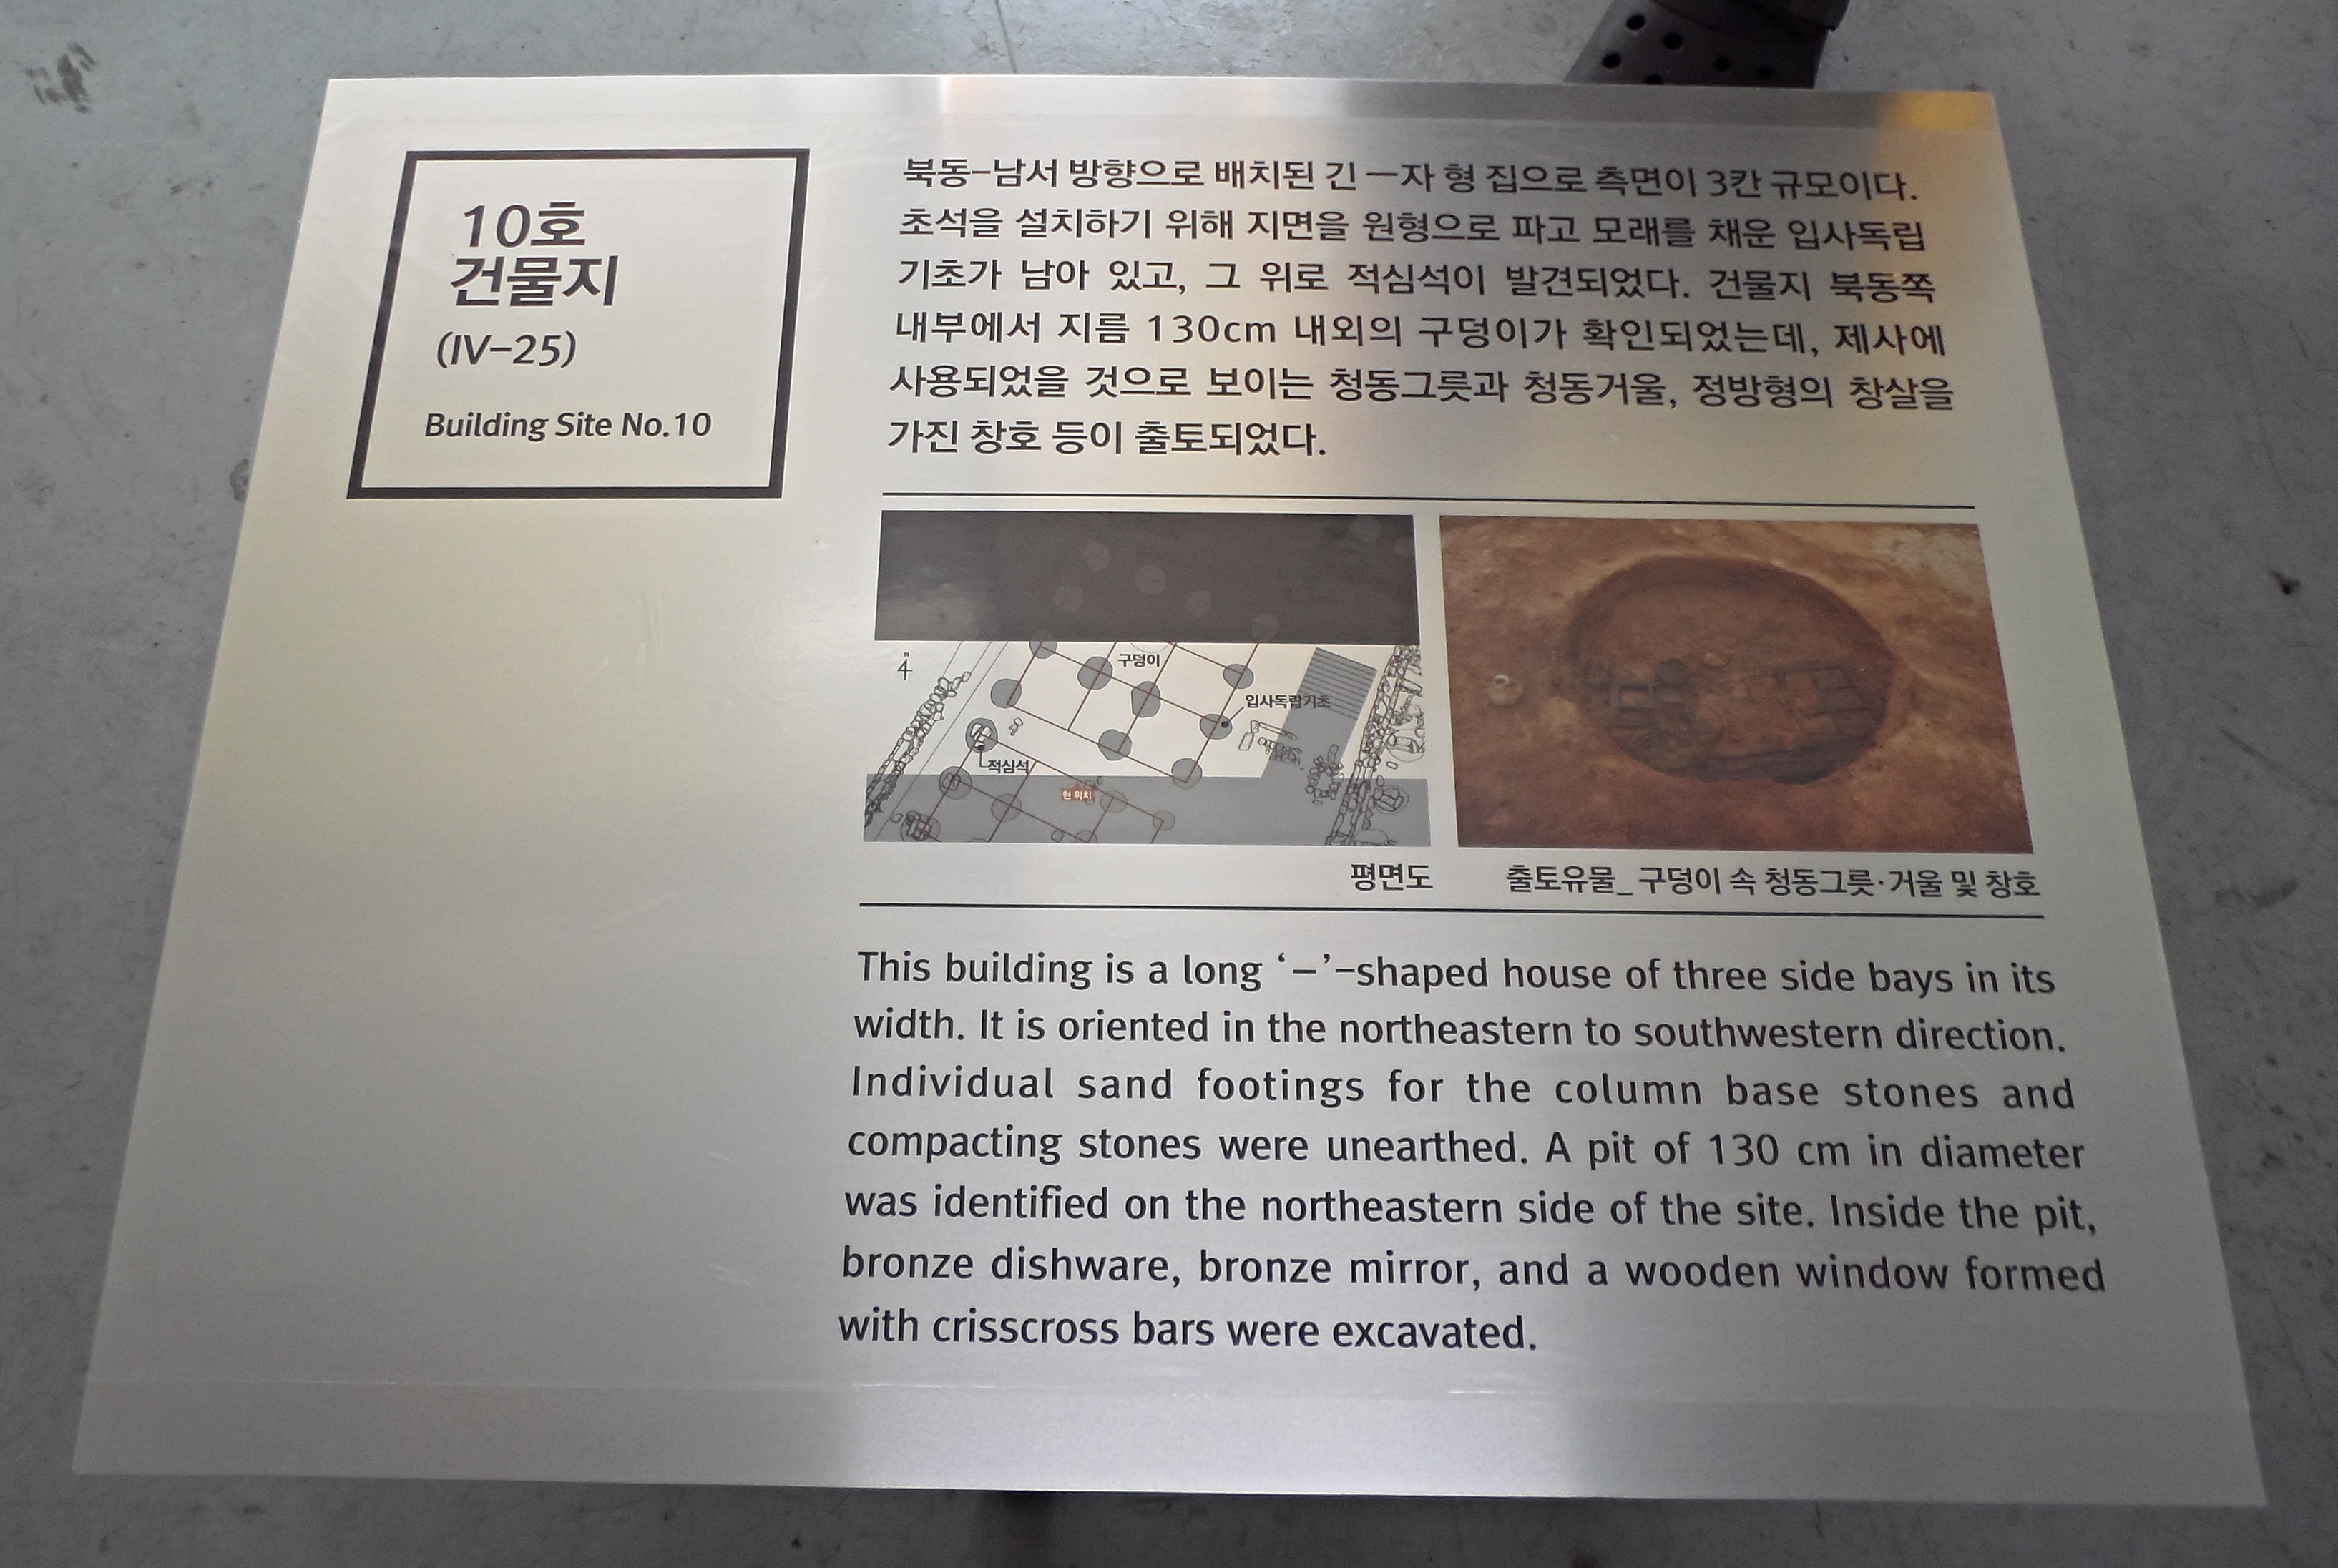 10호
건물지
(Ⅳ-25)
Building Site No.10
북동-남서 방향으로 배치된 긴 ㅡ자 형 집으로 측면이 3칸 규모이다.
초석을 설치하기 위해 지면을 원형으로 파고 모래를 채운 입사독립
기초가 남아 있고, 그 위로 적심석이 발견되었다. 건물지 북동쪽
내부에서 지름 130cm 내외의 구덩이가 확인되었는데, 제사에
사용되었을 것으로 보이는 청동그릇과 청동거울, 정방형의 창살을
가진 창호 등이 출토되었다.
N
4
구덩이
입사독립기초
적심석
현 위치
평면도
출토유물_ 구덩이 속 청동그릇·거울 및 창호
This building is a long ‘–’-shaped house of three side bays in its
width. It is oriented in the northeastern to southwestern direction.
Individual sand footings for the column base stones and
compacting stones were unearthed. A pit of 130 cm in diameter
was identified on the northeastern side of the site. Inside the pit,
bronze dishware, bronze mirror, and a wooden window formed
with crisscross bars were excavated.